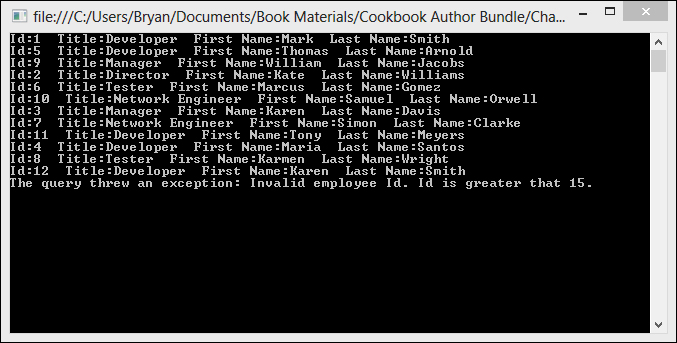 file:///C:/Users/Bryan/Documents/Book Materials/Cookbook Author Bundle/Cha...
Id:1  Title:Developer  First Name:Mark  Last Name:Smith
Id:5  Title:Developer  First Name:Thomas  Last Name:Arnold
Id:9  Title:Manager  First Name:William  Last Name:Jacobs
Id:2  Title:Director  First Name:Kate  Last Name:Williams
Id:6  Title:Tester  First Name:Marcus  Last Name:Gomez
Id:10  Title:Network Engineer  First Name:Samuel  Last Name:Orwell
Id:3  Title:Manager  First Name:Karen  Last Name:Davis
Id:7  Title:Network Engineer  First Name:Simon  Last Name:Clarke
Id:11  Title:Developer  First Name:Tony  Last Name:Meyers
Id:4  Title:Developer  First Name:Maria  Last Name:Santos
Id:8  Title:Tester  First Name:Karmen  Last Name:Wright
Id:12  Title:Developer  First Name:Karen  Last Name:Smith
The query threw an exception: Invalid employee Id. Id is greater that 15.